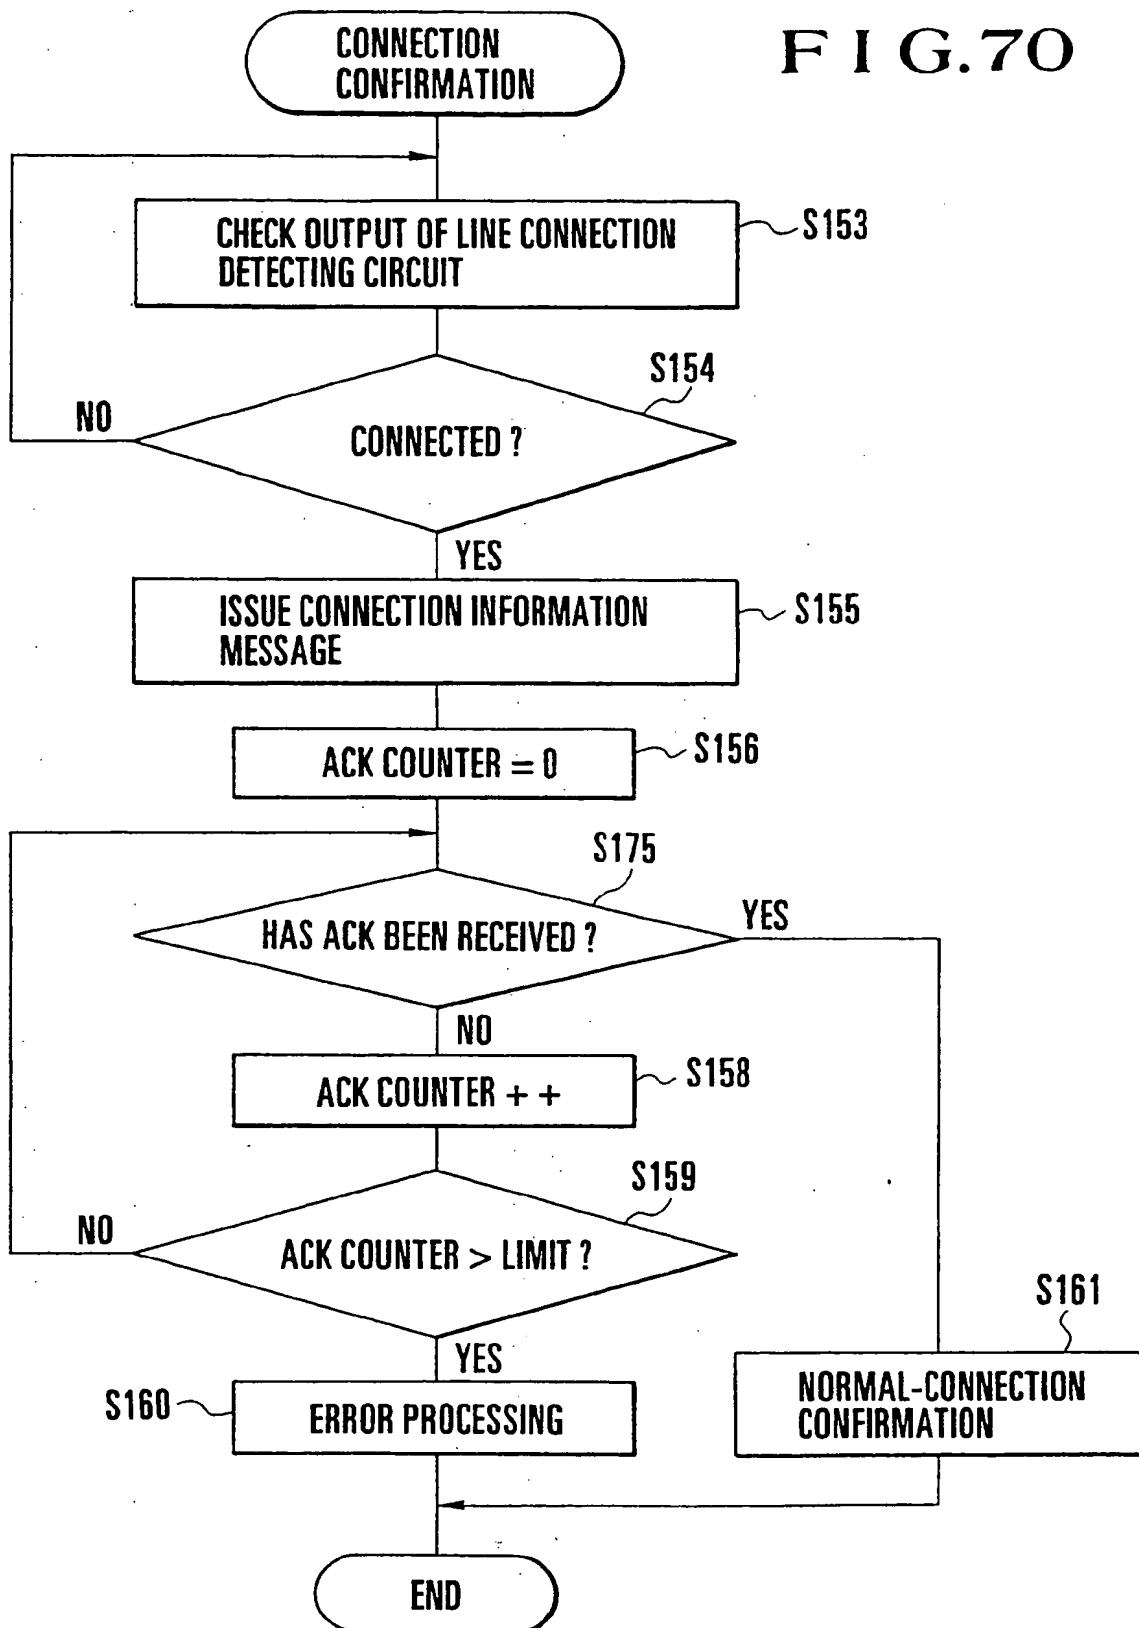 FIG.70
CONNECTION
CONFIRMATION
CHECK OUTPUT OF LINE CONNECTION
DETECTING CIRCUIT
S153
S154
NO
CONNECTED ?
YES
ISSUE CONNECTION INFORMATION
MESSAGE
S155
ACK COUNTER = 0
S156
S175
HAS ACK BEEN RECEIVED ?
YES
NO
ACK COUNTER + +
S158
S159
NO
ACK COUNTER > LIMIT ?
YES
S160
ERROR PROCESSING
S161
NORMAL-CONNECTION
CONFIRMATION
END